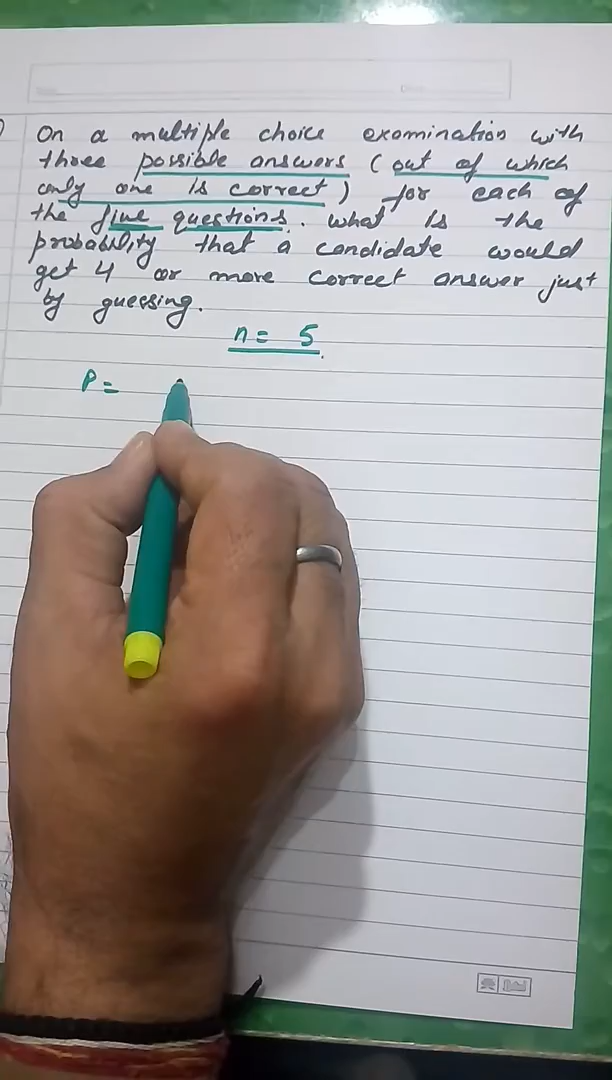 On a multiple choice examination with
three possible answers (out of which
only one is correct) for each of
the five questions. what is the
probability that a candidate would
get 4 or more correct answer just
by guessing.
n = 5
P =